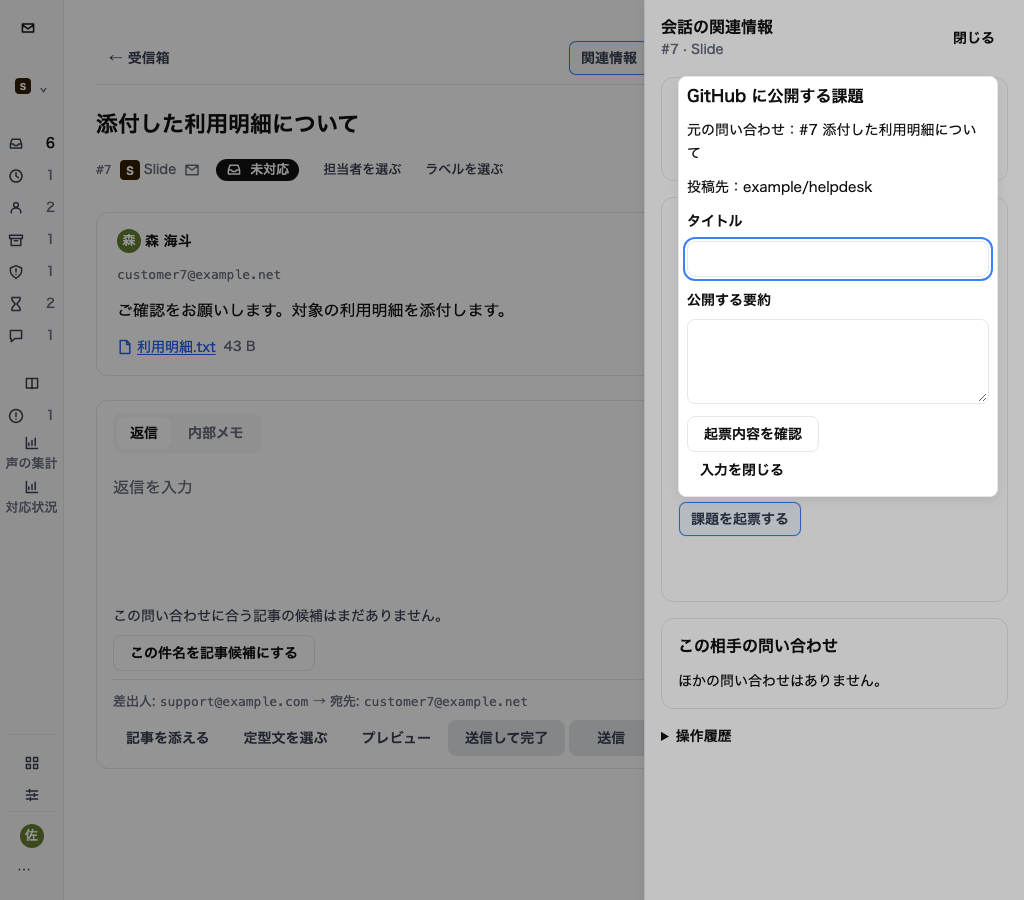 S
6
1
2
1
1
2
1
1
声の集計
対応状況
佐
…
← 受信箱
関連情報
添付した利用明細について
#7 S Slide 未対応 担当者を選ぶ ラベルを選ぶ
森 森 海斗
customer7@example.net
ご確認をお願いします。対象の利用明細を添付します。
利用明細.txt 43 B
返信 内部メモ
返信を入力
この問い合わせに合う記事の候補はまだありません。
この件名を記事候補にする
差出人: support@example.com → 宛先: customer7@example.net
記事を添える 定型文を選ぶ プレビュー 送信して完了 送信
会話の関連情報
#7 · Slide
閉じる
GitHub に公開する課題
元の問い合わせ：#7 添付した利用明細につい
て
投稿先：example/helpdesk
タイトル
公開する要約
起票内容を確認
入力を閉じる
課題を起票する
この相手の問い合わせ
ほかの問い合わせはありません。
▶ 操作履歴